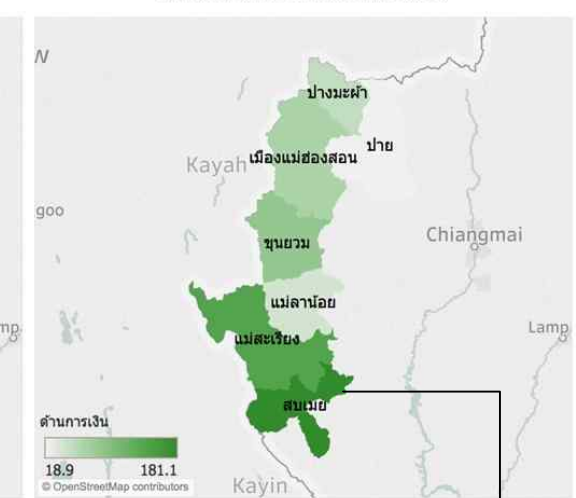 ปางมะผ้า
ปาย
เมืองแม่ฮ่องสอน
Kayah
goo
ขุนยวม
Chiangmai
แม่ลาน้อย
Lamp
แม่สะเรียง
สบเมย
ด้านการเงิน
18.9 181.1
© OpenStreetMap contributors
Kayin